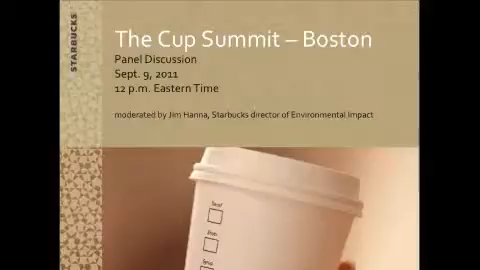 STARBUCKS
The Cup Summit – Boston
Panel Discussion
Sept. 9, 2011
12 p.m. Eastern Time
moderated by Jim Hanna, Starbucks director of Environmental Impact
Decaf